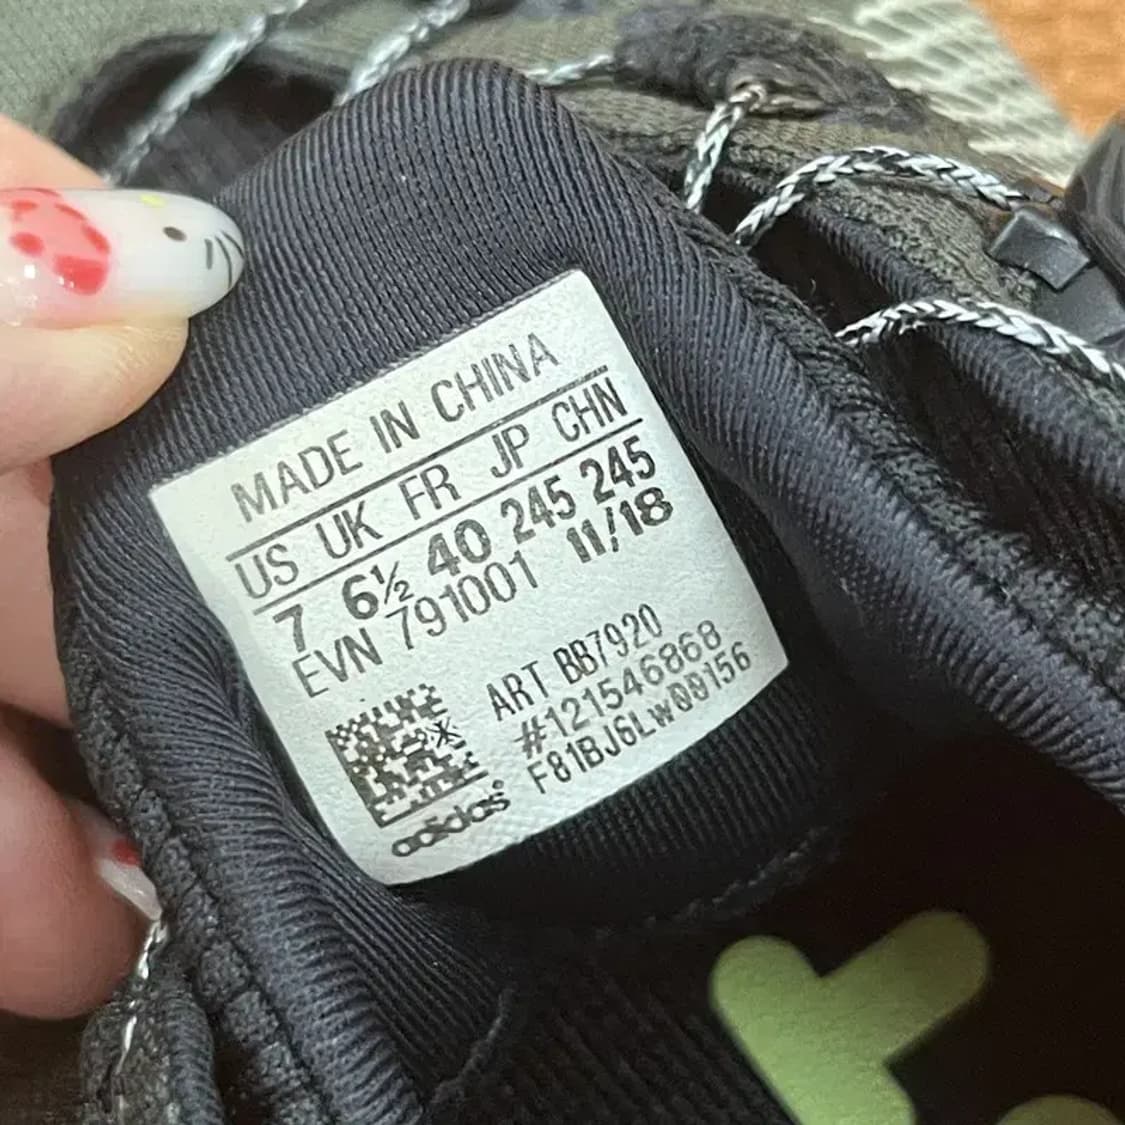 MADE IN CHINA
US UK FR JP CHN
7 6½ 40 245 245
EVN 791001 11/18
ART BB7920
#121546868
F81BJ6LW00156
adidas